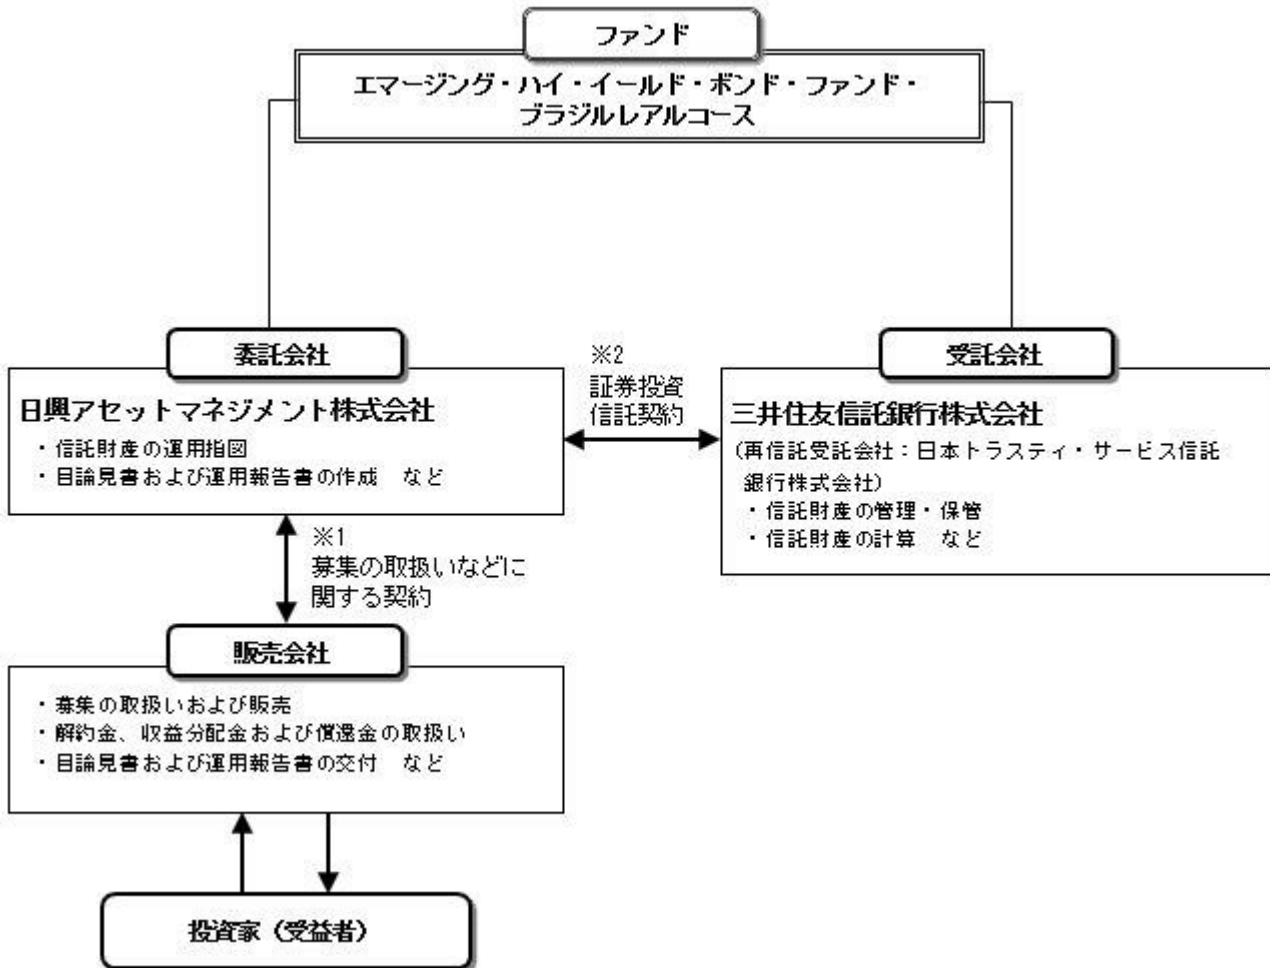 ファンド
エマージング・ハイ・イールド・ボンド・ファンド・
ブラジルレアルコース
委託会社
日興アセットマネジメント株式会社
・信託財産の運用指図
・目論見書および運用報告書の作成　など
※2
証券投資
信託契約
受託会社
三井住友信託銀行株式会社
(再信託受託会社：日本トラスティ・サービス信託
銀行株式会社)
・信託財産の管理・保管
・信託財産の計算　など
※1
募集の取扱いなどに
関する契約
販売会社
・募集の取扱いおよび販売
・解約金、収益分配金および償還金の取扱い
・目論見書および運用報告書の交付　など
投資家（受益者）